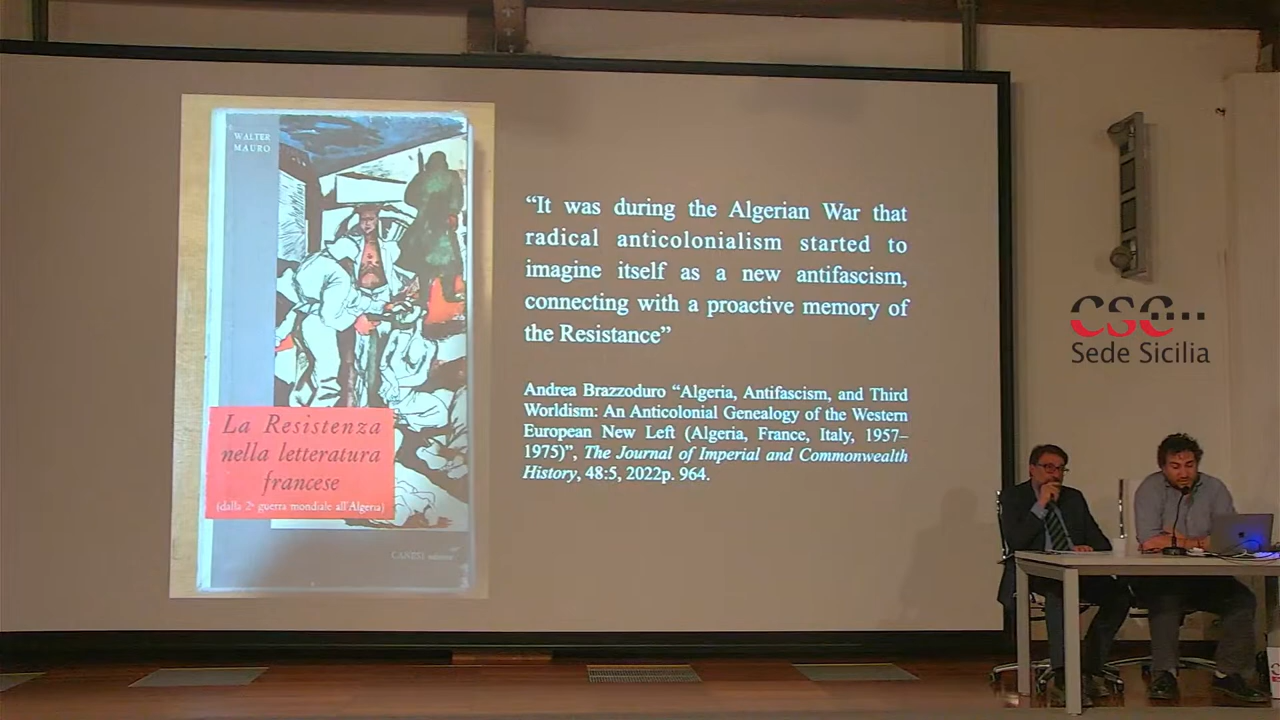 WALTER
MAURO
La Resistenza
nella letteratura
francese
(dalla 2ª guerra mondiale all'Algeria)
CANESI editore
“It was during the Algerian War that
radical anticolonialism started to
imagine itself as a new antifascism,
connecting with a proactive memory of
the Resistance”
Andrea Brazzoduro “Algeria, Antifascism, and Third
Worldism: An Anticolonial Genealogy of the Western
European New Left (Algeria, France, Italy, 1957–
1975)”, The Journal of Imperial and Commonwealth
History, 48:5, 2022p. 964.
CSC
Sede Sicilia